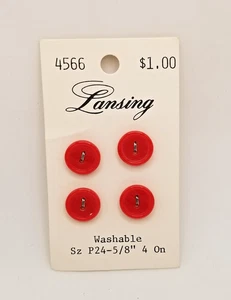 4566 $1.00
Lansing
Washable
Sz P24-5/8" 4 On